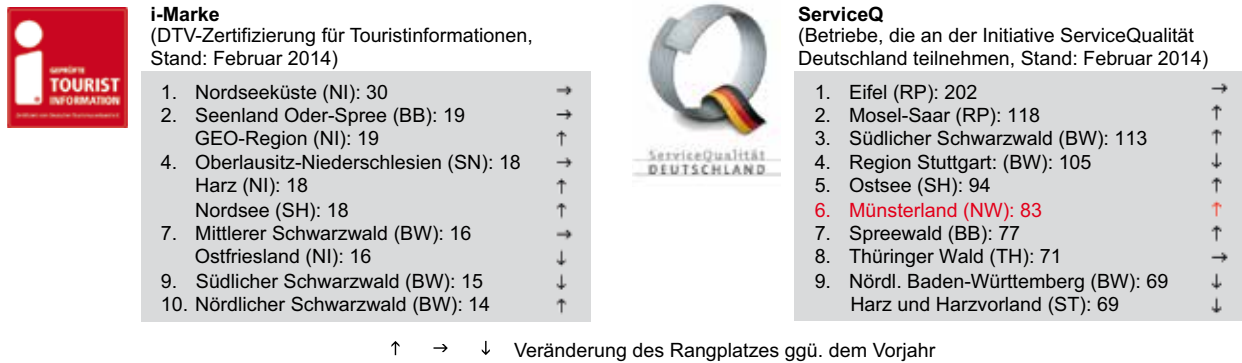 i-Marke
(DTV-Zertifizierung für Touristinformationen,
Stand: Februar 2014)
GEPRÜFTE
TOURIST
INFORMATION
1. Nordseeküste (NI): 30 →
2. Seenland Oder-Spree (BB): 19 →
GEO-Region (NI): 19 ↑
4. Oberlausitz-Niederschlesien (SN): 18 →
Harz (NI): 18 ↑
Nordsee (SH): 18 ↑
7. Mittlerer Schwarzwald (BW): 16 →
Ostfriesland (NI): 16 ↓
9. Südlicher Schwarzwald (BW): 15 ↓
10. Nördlicher Schwarzwald (BW): 14 ↑
ServiceQualität
DEUTSCHLAND
ServiceQ
(Betriebe, die an der Initiative ServiceQualität
Deutschland teilnehmen, Stand: Februar 2014)
1. Eifel (RP): 202 →
2. Mosel-Saar (RP): 118 ↑
3. Südlicher Schwarzwald (BW): 113 ↑
4. Region Stuttgart: (BW): 105 ↓
5. Ostsee (SH): 94 ↑
6. Münsterland (NW): 83 ↑
7. Spreewald (BB): 77 ↑
8. Thüringer Wald (TH): 71 →
9. Nördl. Baden-Württemberg (BW): 69 ↓
Harz und Harzvorland (ST): 69 ↓
↑ → ↓ Veränderung des Rangplatzes ggü. dem Vorjahr